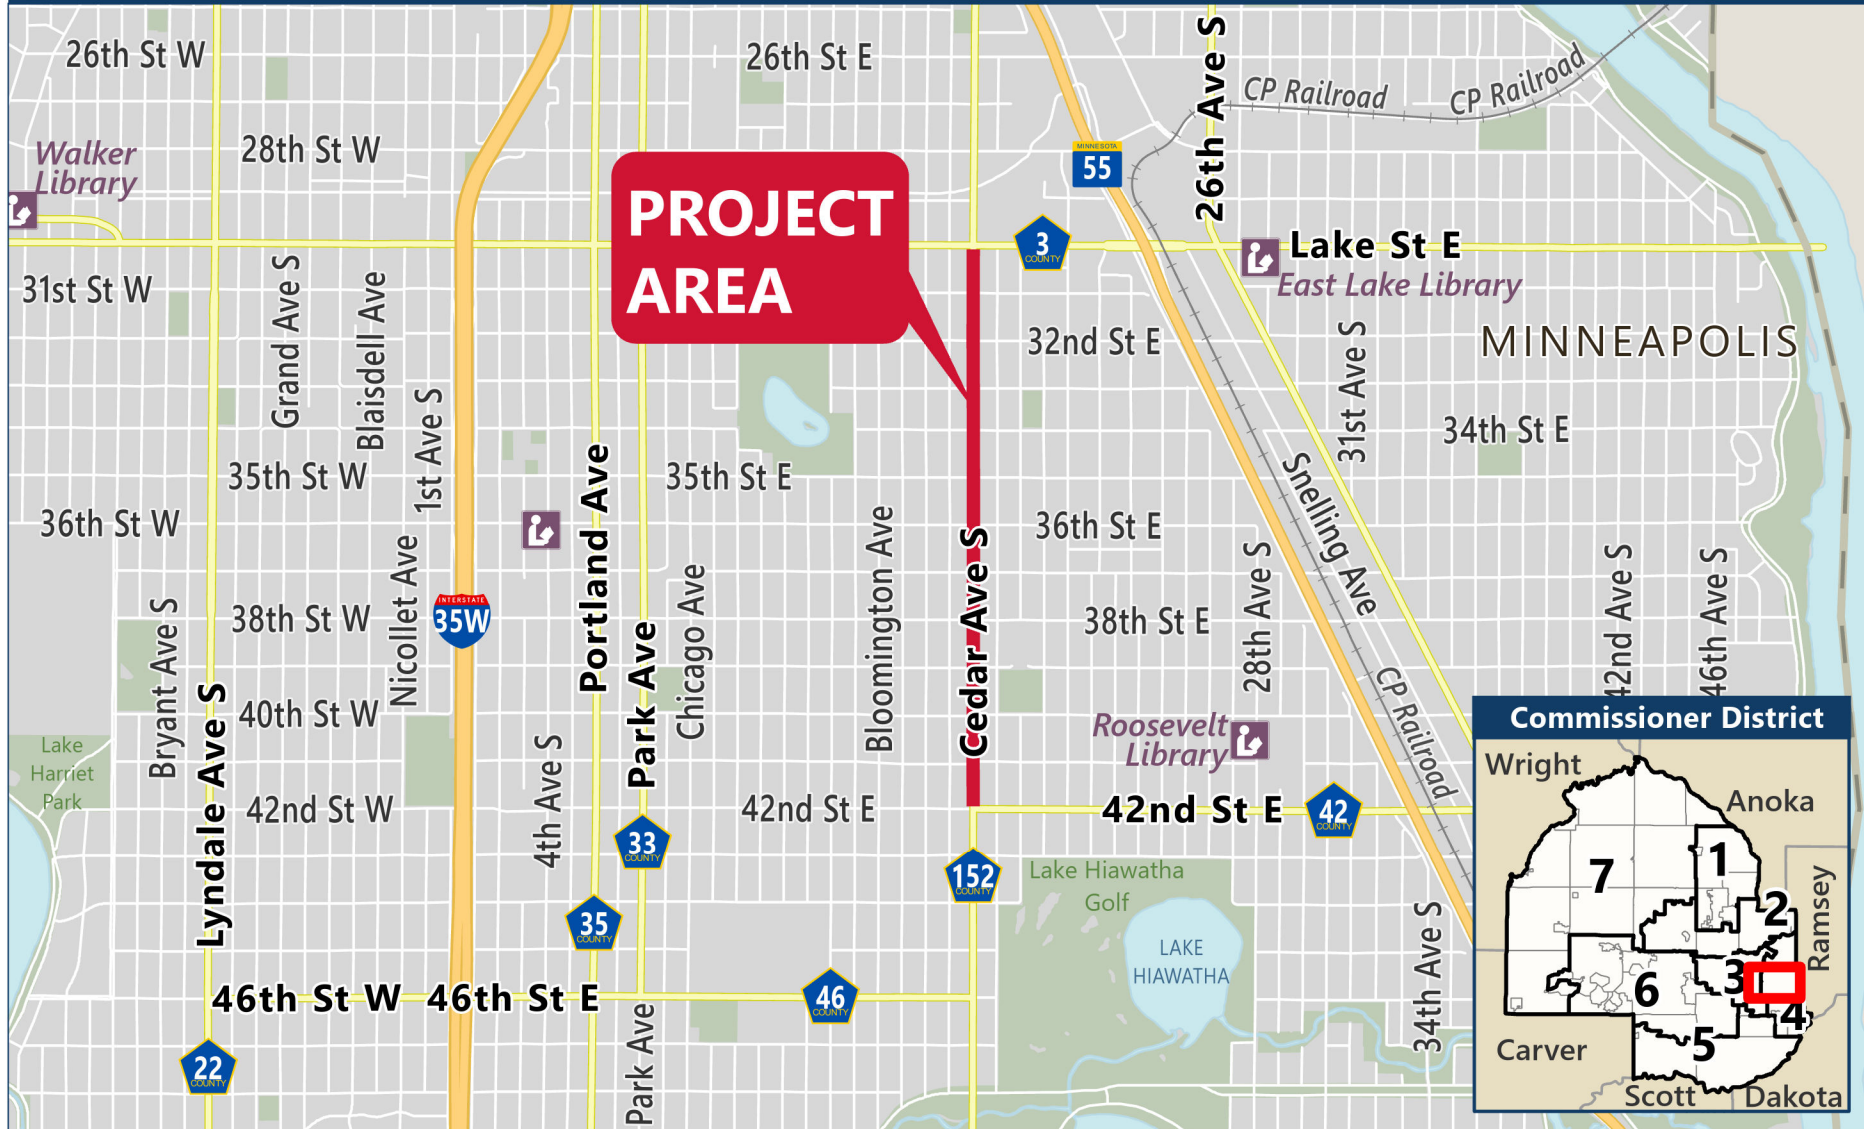 26th St W
26th St E
26th Ave S
CP Railroad
CP Railroad
Walker
Library
28th St W
MINNESOTA
55
PROJECT
AREA
3
COUNTY
Lake St E
East Lake Library
31st St W
Grand Ave S
Blaisdell Ave
1st Ave S
32nd St E
31st Ave S
MINNEAPOLIS
34th St E
35th St W
35th St E
36th St W
36th St E
Portland Ave
Bloomington Ave
Cedar Ave S
Snelling Ave
28th Ave S
42nd Ave S
46th Ave S
Bryant Ave S
38th St W
Nicollet Ave
INTERSTATE
35W
Park Ave
Chicago Ave
38th St E
CP Railroad
Lyndale Ave S
40th St W
4th Ave S
Roosevelt
Library
Lake
Harriet
Park
42nd St W
42nd St E
42nd St E
42
COUNTY
33
COUNTY
152
COUNTY
35
COUNTY
Lake Hiawatha
Golf
LAKE
HIAWATHA
34th Ave S
46th St W
46th St E
46
COUNTY
22
COUNTY
Park Ave
Commissioner District
Wright
Anoka
7
1
2
Ramsey
3
6
4
5
Carver
Scott
Dakota